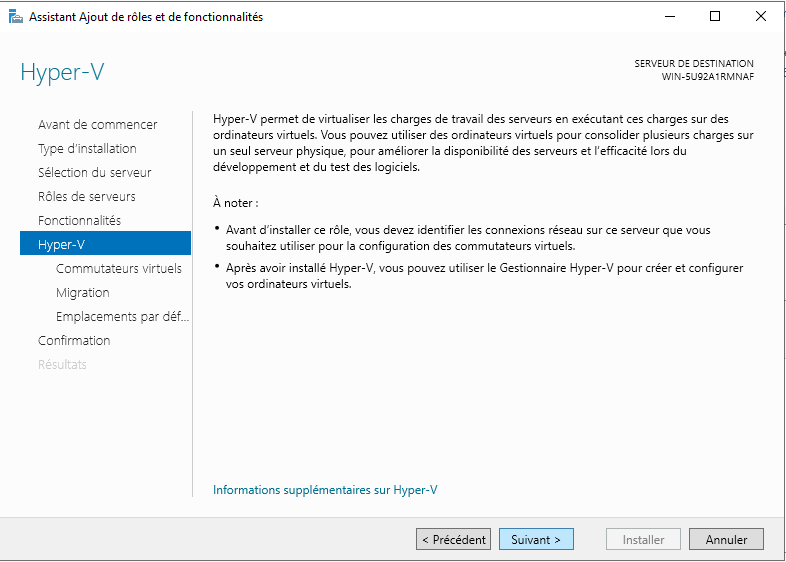 Assistant Ajout de rôles et de fonctionnalités
Hyper-V
SERVEUR DE DESTINATION
WIN-5U92A1RMNAF
Avant de commencer
Type d'installation
Sélection du serveur
Rôles de serveurs
Fonctionnalités
Hyper-V
Commutateurs virtuels
Migration
Emplacements par déf...
Confirmation
Résultats
Hyper-V permet de virtualiser les charges de travail des serveurs en exécutant ces charges sur des
ordinateurs virtuels. Vous pouvez utiliser des ordinateurs virtuels pour consolider plusieurs charges sur
un seul serveur physique, pour améliorer la disponibilité des serveurs et l'efficacité lors du
développement et du test des logiciels.
À noter :
• Avant d'installer ce rôle, vous devez identifier les connexions réseau sur ce serveur que vous
souhaitez utiliser pour la configuration des commutateurs virtuels.
• Après avoir installé Hyper-V, vous pouvez utiliser le Gestionnaire Hyper-V pour créer et configurer
vos ordinateurs virtuels.
Informations supplémentaires sur Hyper-V
< Précédent
Suivant >
Installer
Annuler